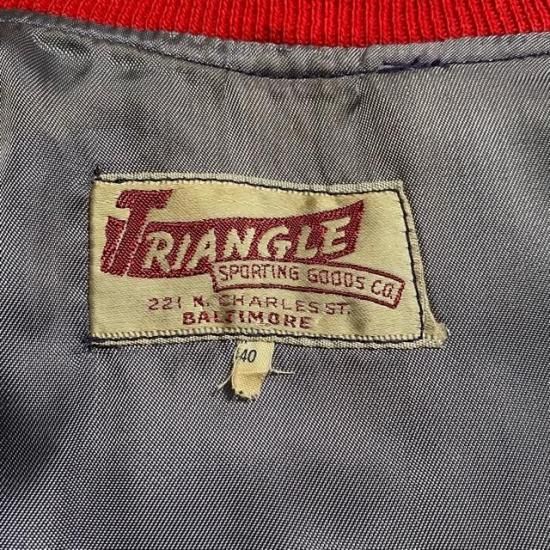 TRIANGLE
SPORTING GOODS CO.
221 N. CHARLES ST.
BALTIMORE
40